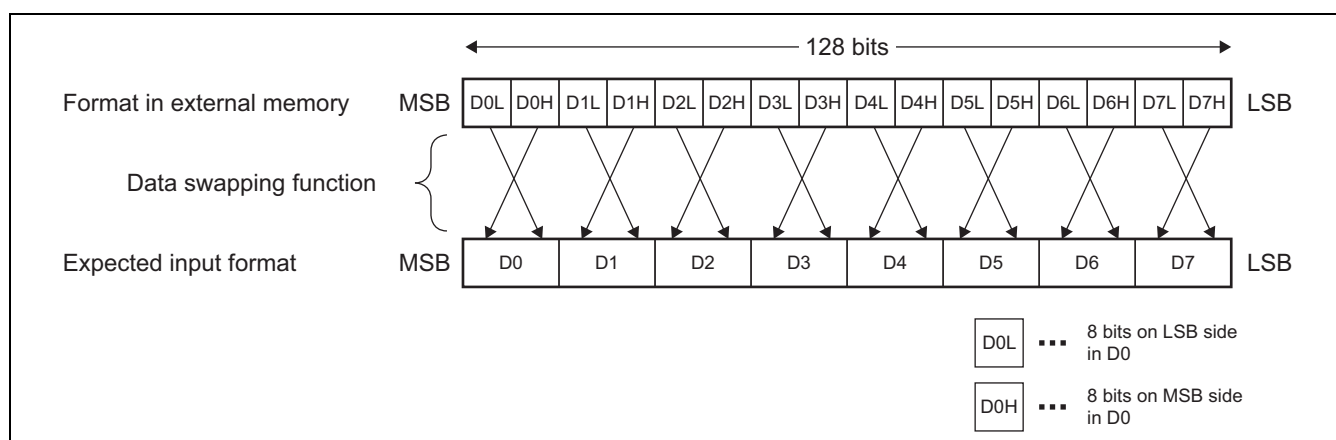 128 bits
Format in external memory MSB D0L D0H D1L D1H D2L D2H D3L D3H D4L D4H D5L D5H D6L D6H D7L D7H LSB
Data swapping function
Expected input format MSB D0 D1 D2 D3 D4 D5 D6 D7 LSB
D0L ... 8 bits on LSB side
in D0
D0H ... 8 bits on MSB side
in D0